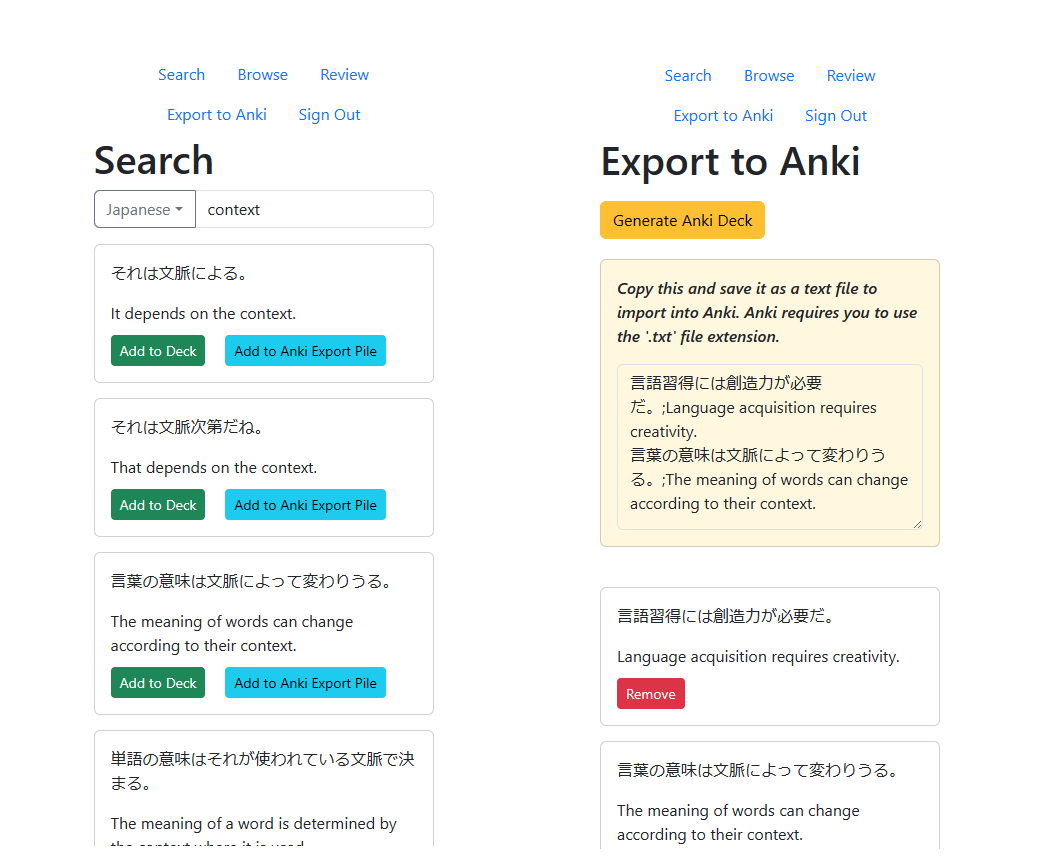 Search Browse Review
Export to Anki Sign Out
Search
Japanese context
それは文脈による。
It depends on the context.
Add to Deck Add to Anki Export Pile
それは文脈次第だね。
That depends on the context.
Add to Deck Add to Anki Export Pile
言葉の意味は文脈によって変わりうる。
The meaning of words can change
according to their context.
Add to Deck Add to Anki Export Pile
単語の意味はそれが使われている文脈で決
まる。
The meaning of a word is determined by
the context where it is used.
Search Browse Review
Export to Anki Sign Out
Export to Anki
Generate Anki Deck
Copy this and save it as a text file to
import into Anki. Anki requires you to use
the '.txt' file extension.
言語習得には創造力が必要
だ。;Language acquisition requires
creativity.
言葉の意味は文脈によって変わりう
る。;The meaning of words can change
according to their context.
言語習得には創造力が必要だ。
Language acquisition requires creativity.
Remove
言葉の意味は文脈によって変わりうる。
The meaning of words can change
according to their context.